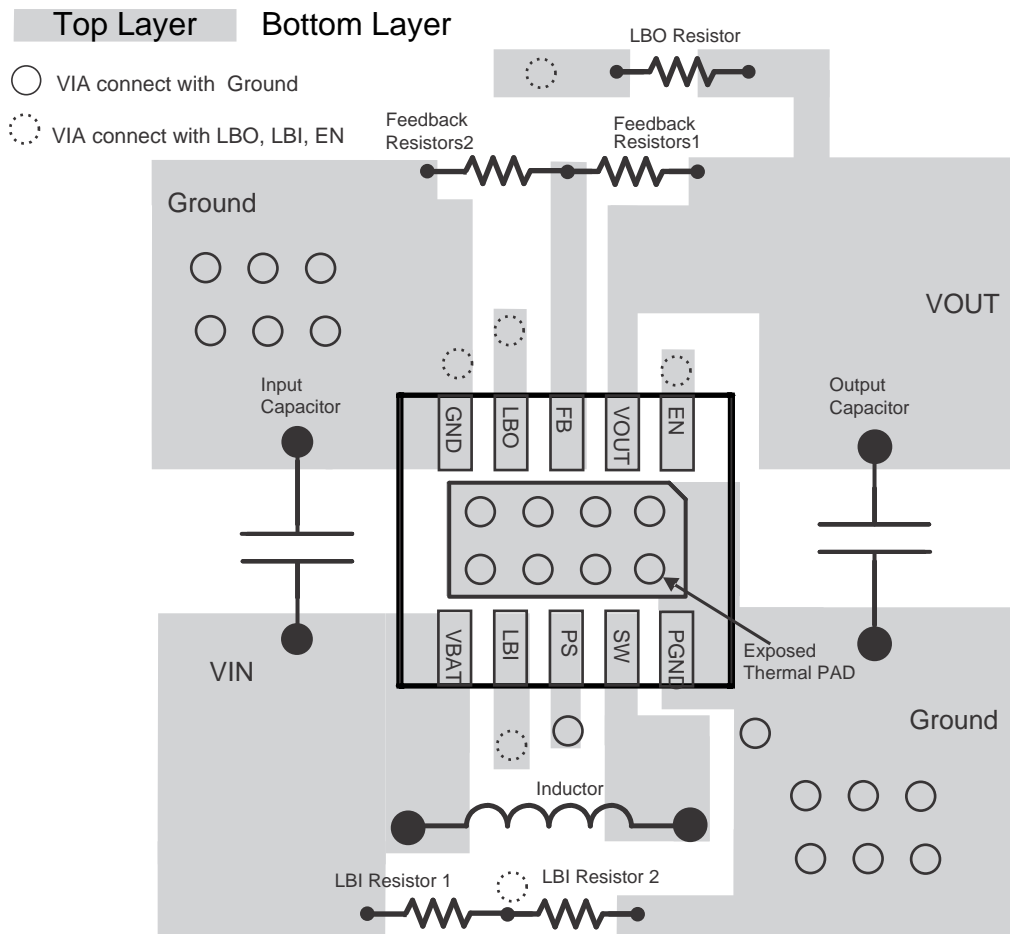 Top Layer Bottom Layer
LBO Resistor
VIA connect with Ground
VIA connect with LBO, LBI, EN
Feedback
Resistors2
Feedback
Resistors1
Ground
VOUT
Input
Capacitor
Output
Capacitor
GND
LBO
FB
VOUT
EN
VBAT
LBI
PS
SW
PGND
Exposed
Thermal PAD
VIN
Ground
Inductor
LBI Resistor 1
LBI Resistor 2